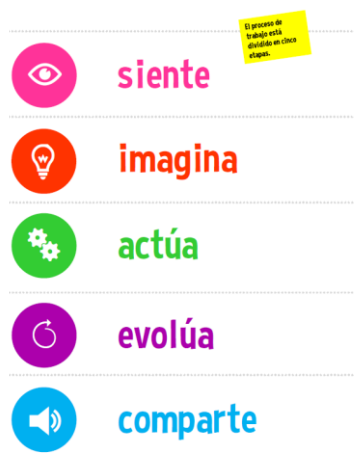 El proceso de
trabajo está
dividido en cinco
etapas.
siente
imagina
actúa
evolúa
comparte